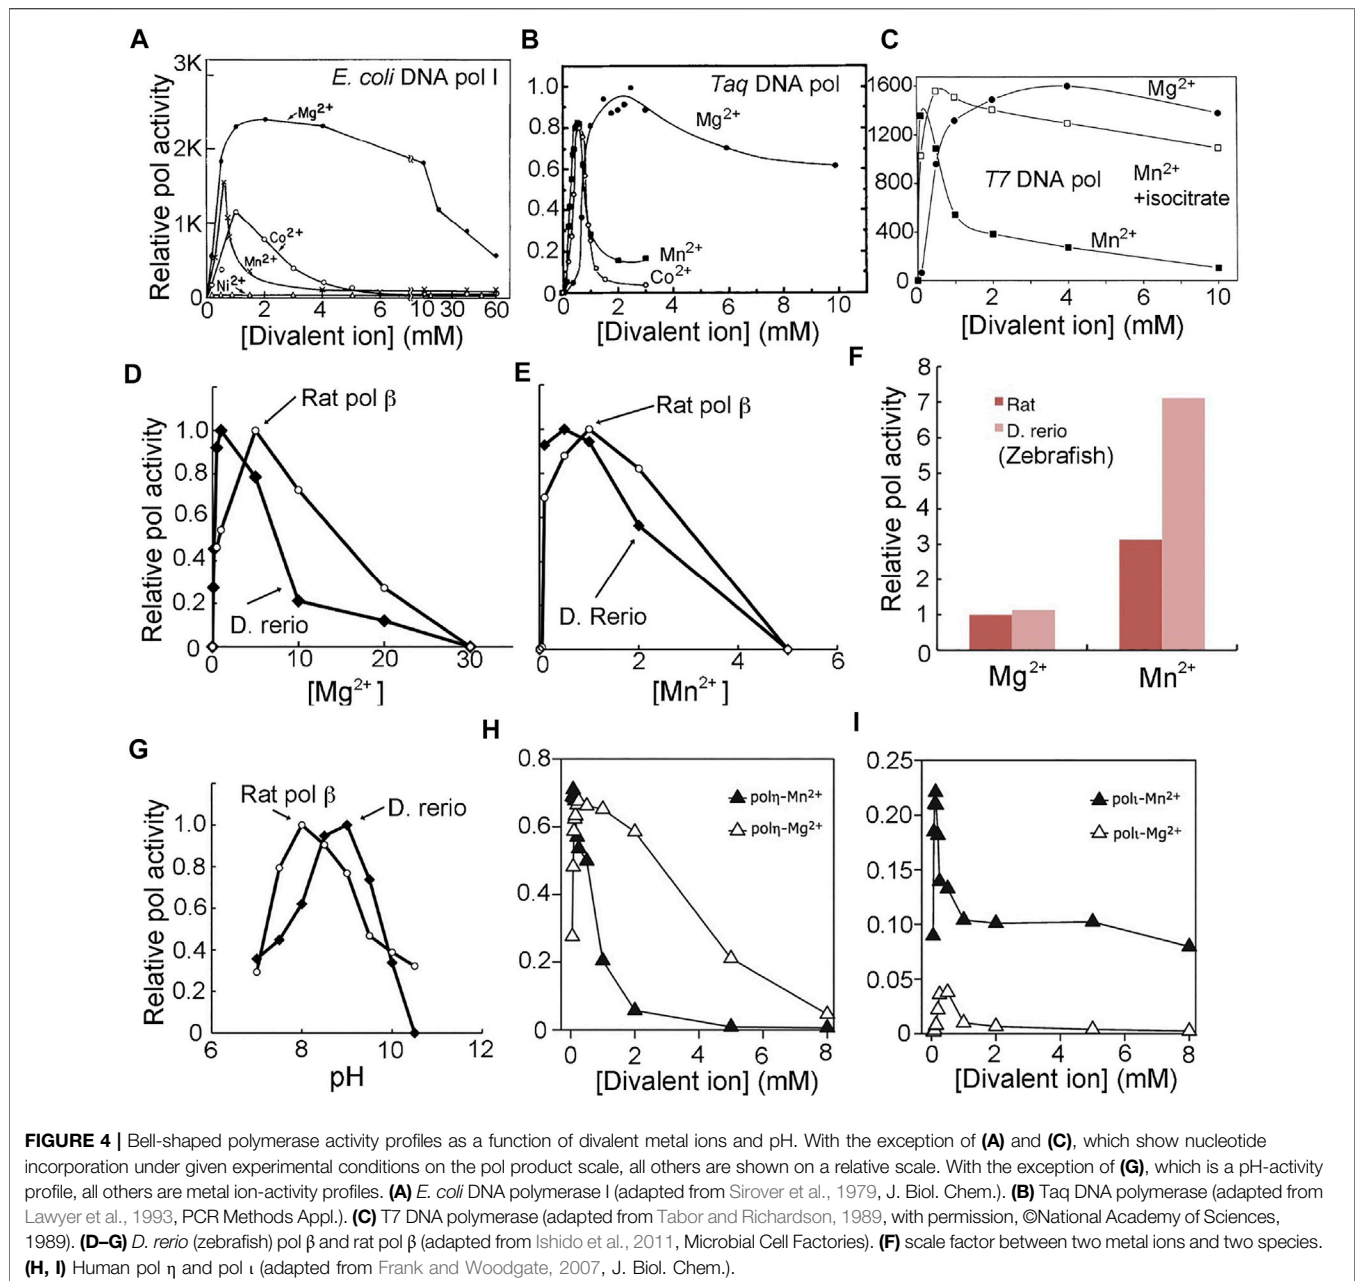 A
3K
2K
1K
0
Relative pol activity
E. coli DNA pol I
Mg2+
Co2+
Mn2+
Ni2+
0 2 4 6 10 30 60
[Divalent ion] (mM)
B
1.0
0.8
0.6
0.4
0.2
0
Taq DNA pol
Mg2+
Mn2+
Co2+
0 2 4 6 8 10
[Divalent ion] (mM)
C
1600
1200
800
400
0
Mg2+
T7 DNA pol
Mn2+
+isocitrate
Mn2+
0 2 4 10
[Divalent ion] (mM)
D
Relative pol activity
1.0
0.8
0.6
0.4
0.2
0
Rat pol β
D. rerio
0 10 20 30
[Mg2+]
E
Rat pol β
D. Rerio
0 2 4 6
[Mn2+]
F
Relative pol activity
8
7
6
5
4
3
2
1
0
Rat
D. rerio
(Zebrafish)
Mg2+ Mn2+
G
Relative pol activity
1.0
0.8
0.6
0.4
0.2
0
Rat pol β
D. rerio
6 8 10 12
pH
H
0.8
0.6
0.4
0.2
0
polη-Mn2+
polη-Mg2+
0 2 4 6 8
[Divalent ion] (mM)
I
0.25
0.20
0.15
0.10
0.05
0
polι-Mn2+
polι-Mg2+
0 2 4 6 8
[Divalent ion] (mM)
FIGURE 4 | Bell-shaped polymerase activity profiles as a function of divalent metal ions and pH. With the exception of (A) and (C), which show nucleotide
incorporation under given experimental conditions on the pol product scale, all others are shown on a relative scale. With the exception of (G), which is a pH-activity
profile, all others are metal ion-activity profiles. (A) E. coli DNA polymerase I (adapted from Sirover et al., 1979, J. Biol. Chem.). (B) Taq DNA polymerase (adapted from
Lawyer et al., 1993, PCR Methods Appl.). (C) T7 DNA polymerase (adapted from Tabor and Richardson, 1989, with permission, ©National Academy of Sciences,
1989). (D–G) D. rerio (zebrafish) pol β and rat pol β (adapted from Ishido et al., 2011, Microbial Cell Factories). (F) scale factor between two metal ions and two species.
(H, I) Human pol η and pol ι (adapted from Frank and Woodgate, 2007, J. Biol. Chem.).